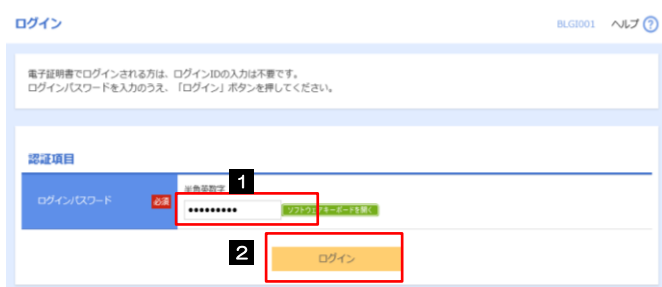 ログイン
BLGI001 ヘルプ ?
電子証明書でログインされる方は、ログインIDの入力は不要です。
ログインパスワードを入力のうえ、「ログイン」ボタンを押してください。
認証項目
半角英数字
1
ログインパスワード 必須
●●●●●●●●●
ソフトウエアキーボードを開く
2
ログイン